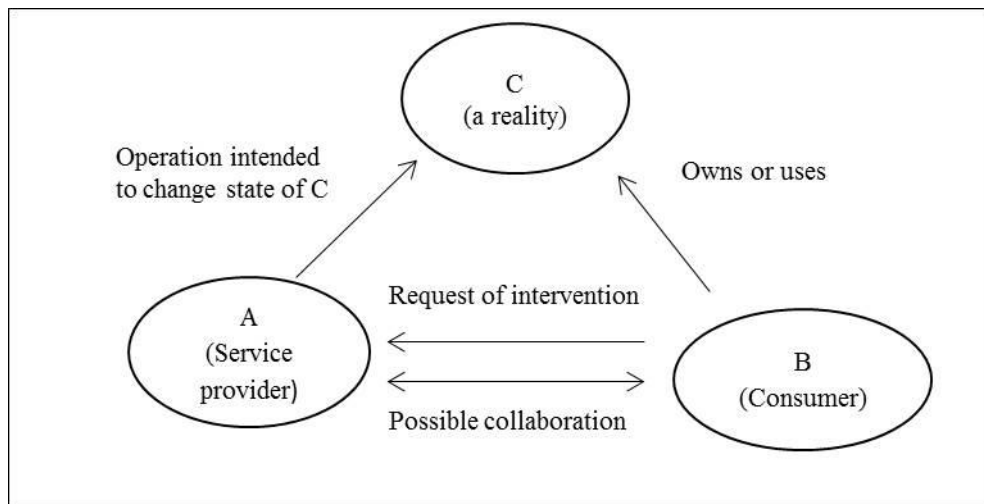 C
(a reality)
Operation intended
to change state of C
Owns or uses
Request of intervention
A
(Service
provider)
B
(Consumer)
Possible collaboration